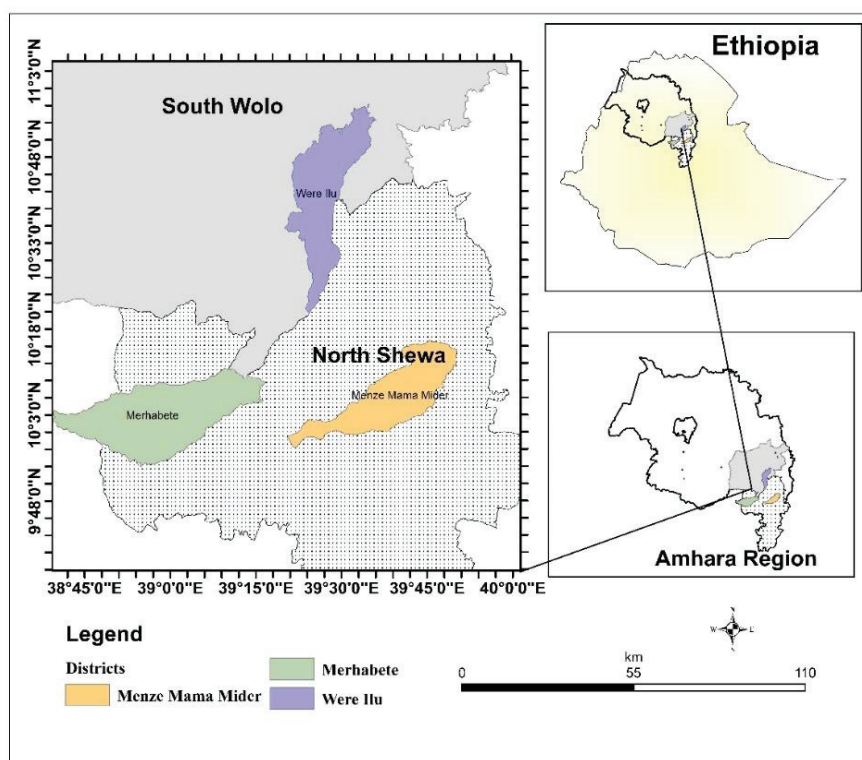 Ethiopia
South Wolo
Were Ilu
North Shewa
Menze Mama Mider
Merhabete
11°3'0"N
10°48'0"N
10°33'0"N
10°18'0"N
10°3'0"N
9°48'0"N
38°45'0"E 39°0'0"E 39°15'0"E 39°30'0"E 39°45'0"E 40°0'0"E
Amhara Region
Legend
Districts
Menze Mama Mider
Merhabete
Were Ilu
N
W E
S
km
0 55 110